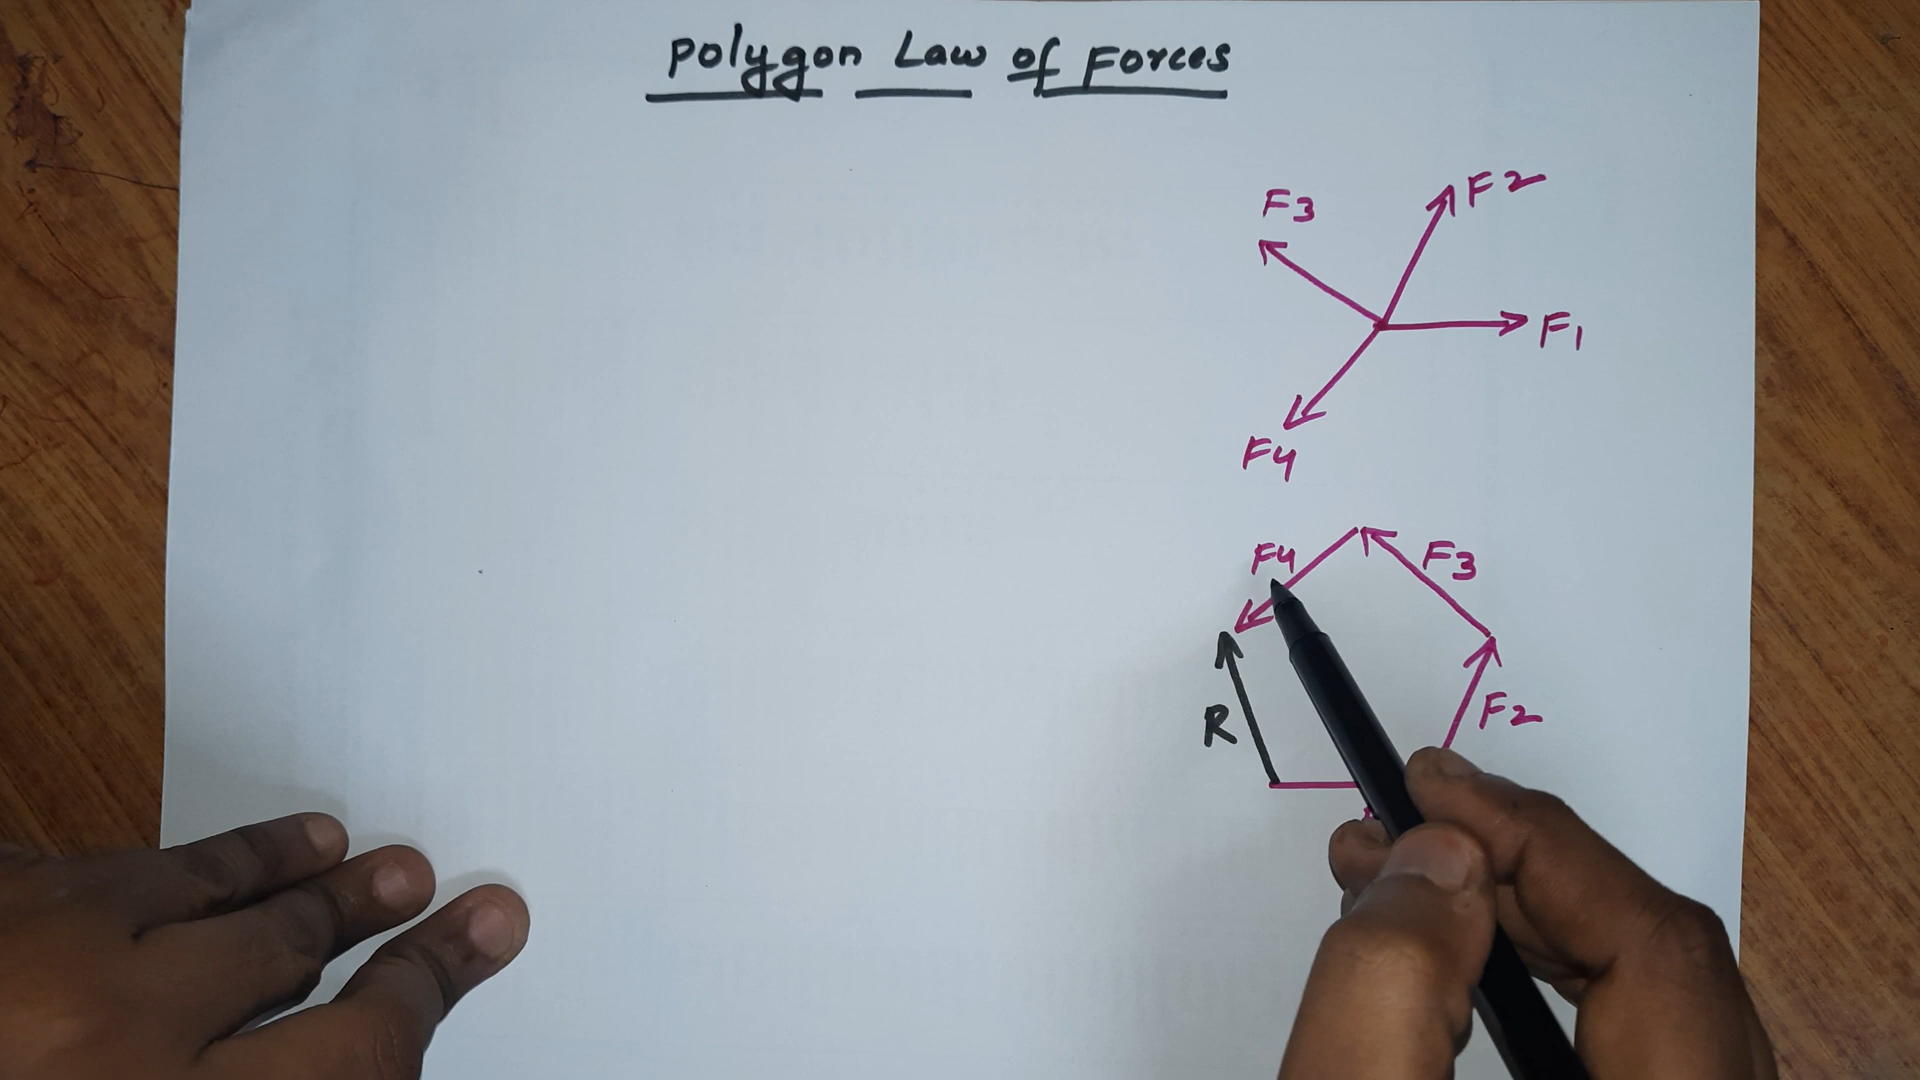 Polygon Law of Forces
F2
F3
F1
F4
F4
F3
F2
R